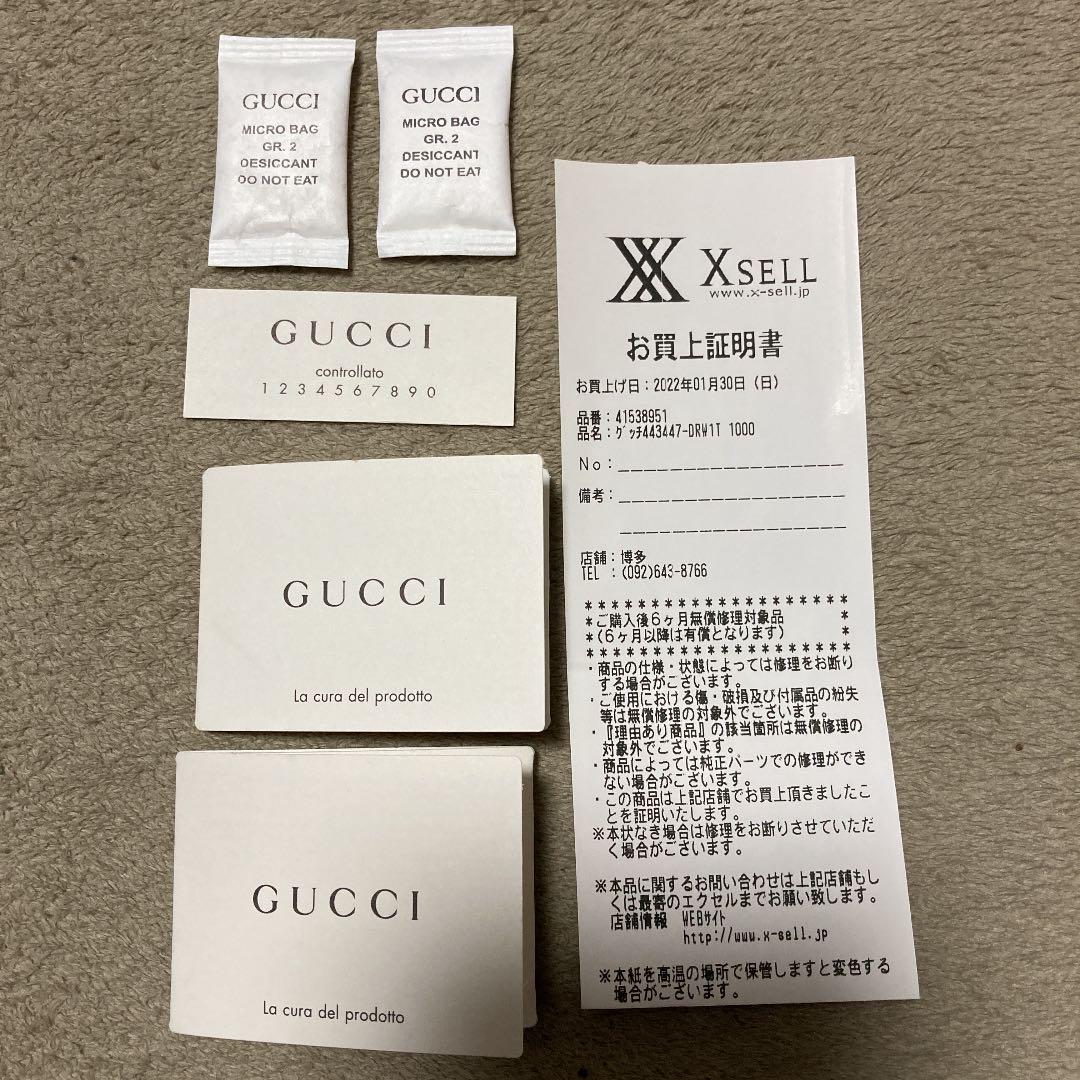 GUCCI
MICRO BAG
GR. 2
DESICCANT
DO NOT EAT
GUCCI
MICRO BAG
GR. 2
DESICCANT
DO NOT EAT
GUCCI
controllato
1 2 3 4 5 6 7 8 9 0
GUCCI
La cura del prodotto
GUCCI
La cura del prodotto
XSELL
www.x-sell.jp
お買上証明書
お買上げ日：2022年01月30日（日）
品番：41538951
品名：ｸﾞｯﾁ443447-DRW1T 1000
No：_________________
備考：_________________
_________________
店舗：博多
TEL ：(092)643-8766
********************
*ご購入後６ヶ月無償修理対象品 *
*(６ヶ月以降は有償となります) *
********************
・商品の仕様・状態によっては修理をお断り
する場合がございます。
・ご使用における傷・破損及び付属品の紛失
等は無償修理の対象外でございます。
・『理由あり商品』の該当箇所は無償修理の
対象外でございます。
・商品によっては純正パーツでの修理ができ
ない場合がございます。
・この商品は上記店舗でお買上頂きましたこ
とを証明いたします。
※本状なき場合は修理をお断りさせていただ
く場合がございます。
※本品に関するお問い合わせは上記店舗もし
くは最寄のエクセルまでお願い致します。
店舗情報 WEBｻｲﾄ
http://www.x-sell.jp
※本紙を高温の場所で保管しますと変色する
場合がございます。